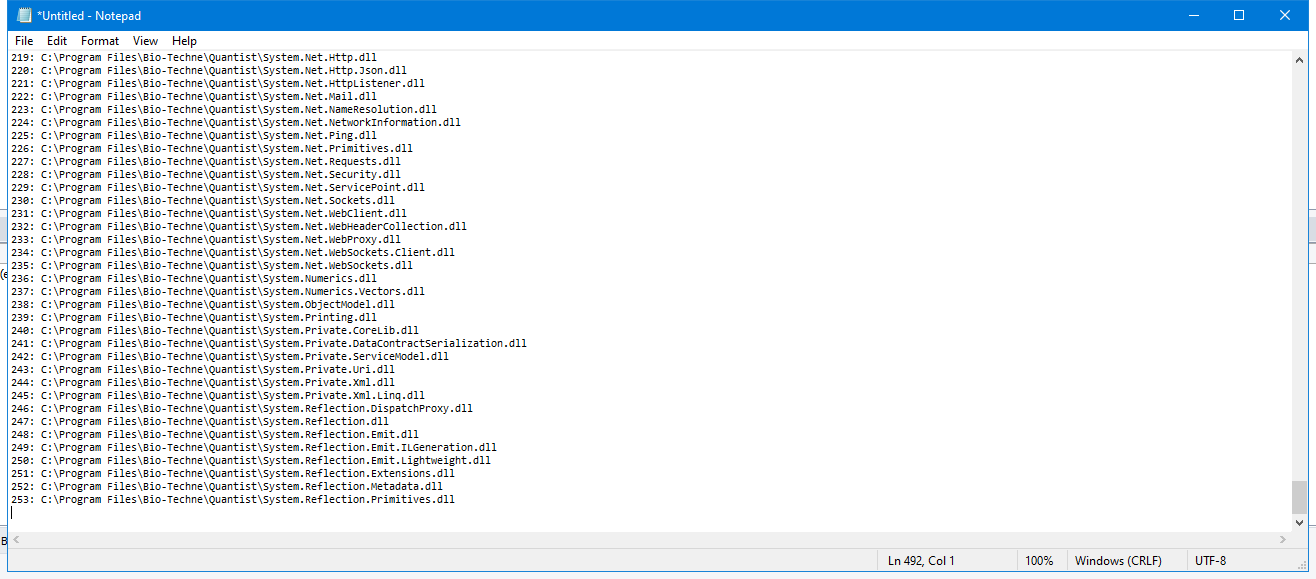 *Untitled - Notepad
File Edit Format View Help
219: C:\Program Files\Bio-Techne\Quantist\System.Net.Http.dll
220: C:\Program Files\Bio-Techne\Quantist\System.Net.Http.Json.dll
221: C:\Program Files\Bio-Techne\Quantist\System.Net.HttpListener.dll
222: C:\Program Files\Bio-Techne\Quantist\System.Net.Mail.dll
223: C:\Program Files\Bio-Techne\Quantist\System.Net.NameResolution.dll
224: C:\Program Files\Bio-Techne\Quantist\System.Net.NetworkInformation.dll
225: C:\Program Files\Bio-Techne\Quantist\System.Net.Ping.dll
226: C:\Program Files\Bio-Techne\Quantist\System.Net.Primitives.dll
227: C:\Program Files\Bio-Techne\Quantist\System.Net.Requests.dll
228: C:\Program Files\Bio-Techne\Quantist\System.Net.Security.dll
229: C:\Program Files\Bio-Techne\Quantist\System.Net.ServicePoint.dll
230: C:\Program Files\Bio-Techne\Quantist\System.Net.Sockets.dll
231: C:\Program Files\Bio-Techne\Quantist\System.Net.WebClient.dll
232: C:\Program Files\Bio-Techne\Quantist\System.Net.WebHeaderCollection.dll
233: C:\Program Files\Bio-Techne\Quantist\System.Net.WebProxy.dll
234: C:\Program Files\Bio-Techne\Quantist\System.Net.WebSockets.Client.dll
235: C:\Program Files\Bio-Techne\Quantist\System.Net.WebSockets.dll
236: C:\Program Files\Bio-Techne\Quantist\System.Numerics.dll
237: C:\Program Files\Bio-Techne\Quantist\System.Numerics.Vectors.dll
238: C:\Program Files\Bio-Techne\Quantist\System.ObjectModel.dll
239: C:\Program Files\Bio-Techne\Quantist\System.Printing.dll
240: C:\Program Files\Bio-Techne\Quantist\System.Private.CoreLib.dll
241: C:\Program Files\Bio-Techne\Quantist\System.Private.DataContractSerialization.dll
242: C:\Program Files\Bio-Techne\Quantist\System.Private.ServiceModel.dll
243: C:\Program Files\Bio-Techne\Quantist\System.Private.Uri.dll
244: C:\Program Files\Bio-Techne\Quantist\System.Private.Xml.dll
245: C:\Program Files\Bio-Techne\Quantist\System.Private.Xml.Linq.dll
246: C:\Program Files\Bio-Techne\Quantist\System.Reflection.DispatchProxy.dll
247: C:\Program Files\Bio-Techne\Quantist\System.Reflection.dll
248: C:\Program Files\Bio-Techne\Quantist\System.Reflection.Emit.dll
249: C:\Program Files\Bio-Techne\Quantist\System.Reflection.Emit.ILGeneration.dll
250: C:\Program Files\Bio-Techne\Quantist\System.Reflection.Emit.Lightweight.dll
251: C:\Program Files\Bio-Techne\Quantist\System.Reflection.Extensions.dll
252: C:\Program Files\Bio-Techne\Quantist\System.Reflection.Metadata.dll
253: C:\Program Files\Bio-Techne\Quantist\System.Reflection.Primitives.dll
Ln 492, Col 1 100% Windows (CRLF) UTF-8